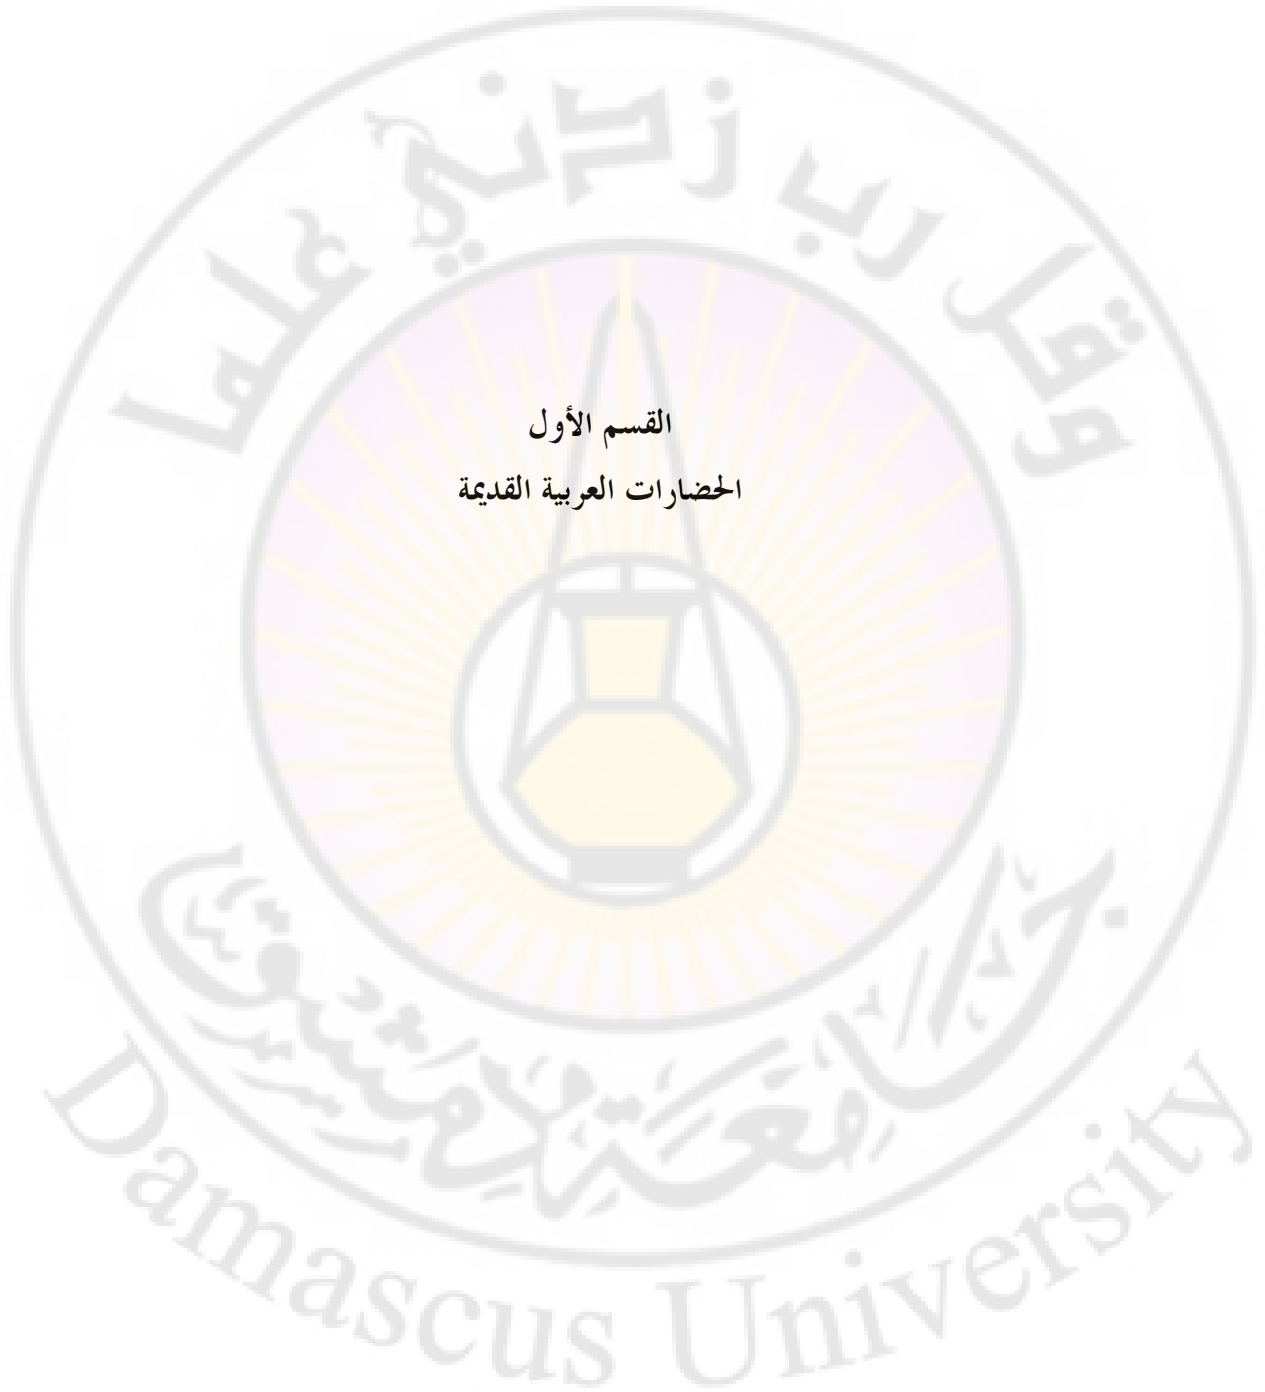 وقل رب زدني علما
القسم الأول
الحضارات العربية القديمة
جامعة دمشق
Damascus University